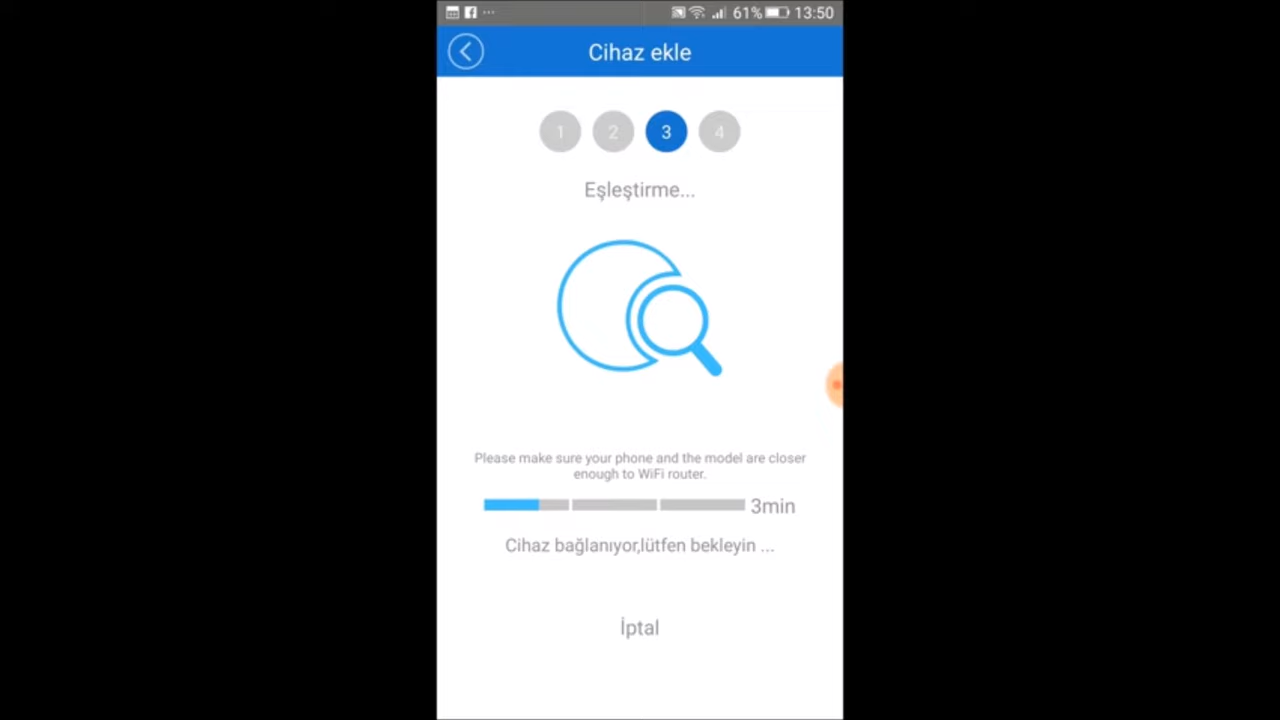 61% 13:50
Cihaz ekle
1 2 3 4
Eşleştirme...
Please make sure your phone and the model are closer
enough to WiFi router.
3min
Cihaz bağlanıyor,lütfen bekleyin ...
İptal